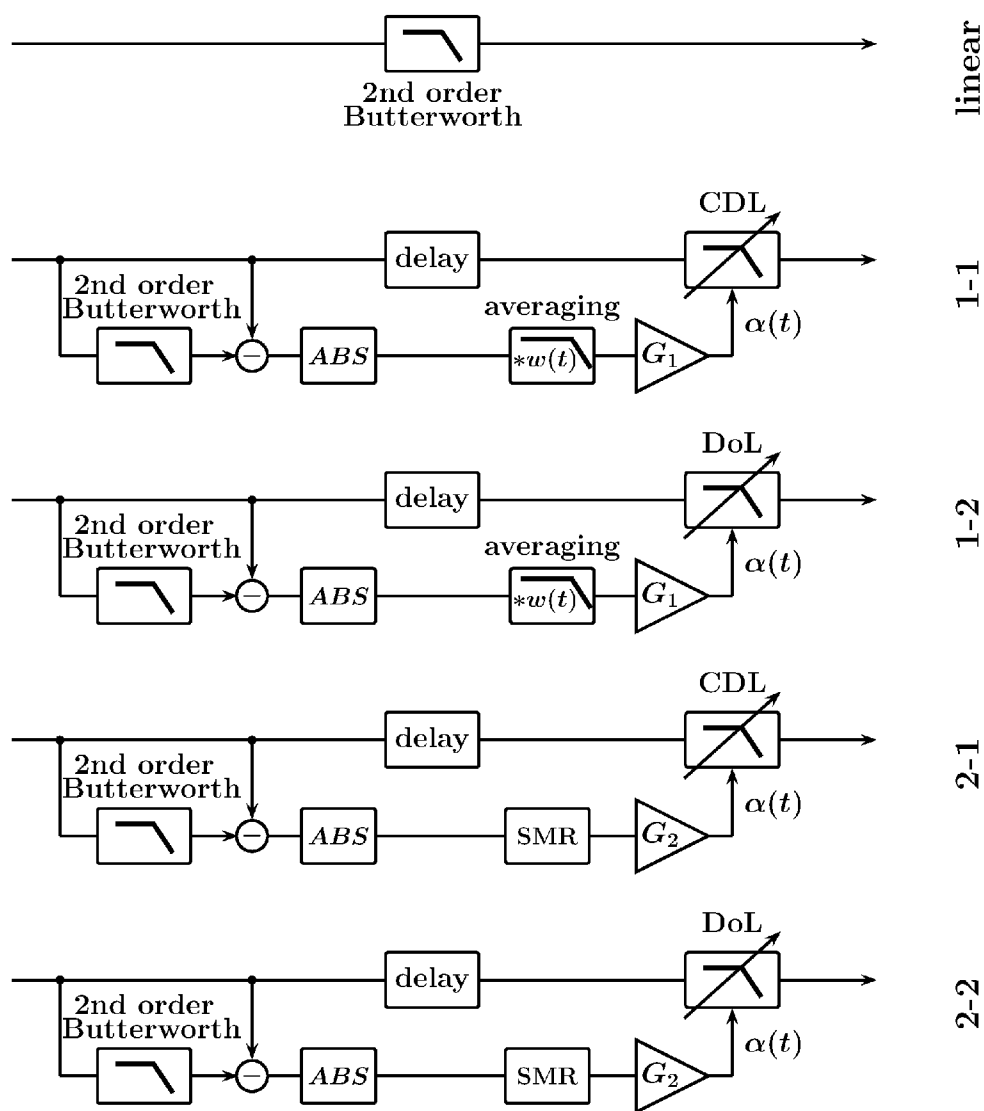 2nd order
Butterworth
linear
CDL
delay
2nd order
Butterworth
averaging
α(t)
− ABS *w(t) G₁
1-1
DoL
delay
2nd order
Butterworth
averaging
α(t)
− ABS *w(t) G₁
1-2
CDL
delay
2nd order
Butterworth
α(t)
− ABS SMR G₂
2-1
DoL
delay
2nd order
Butterworth
α(t)
− ABS SMR G₂
2-2